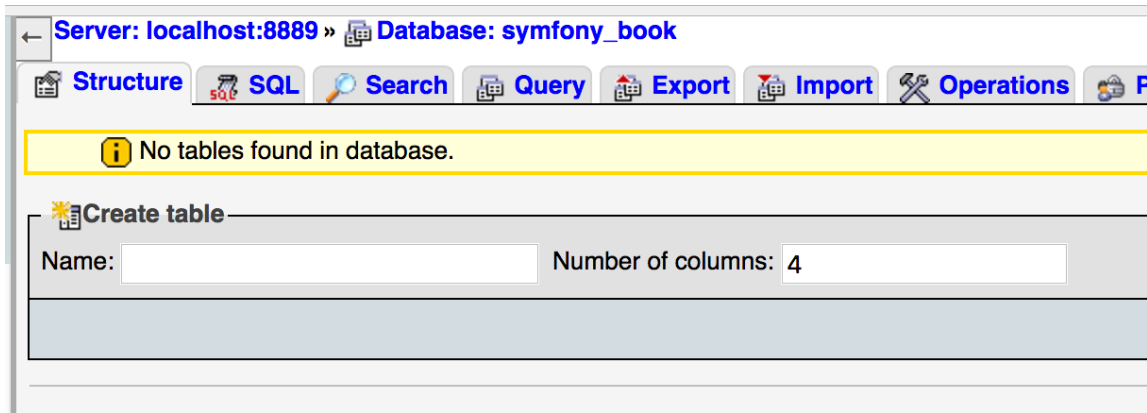 ← Server: localhost:8889 » Database: symfony_book
Structure SQL Search Query Export Import Operations P
No tables found in database.
Create table
Name: Number of columns: 4